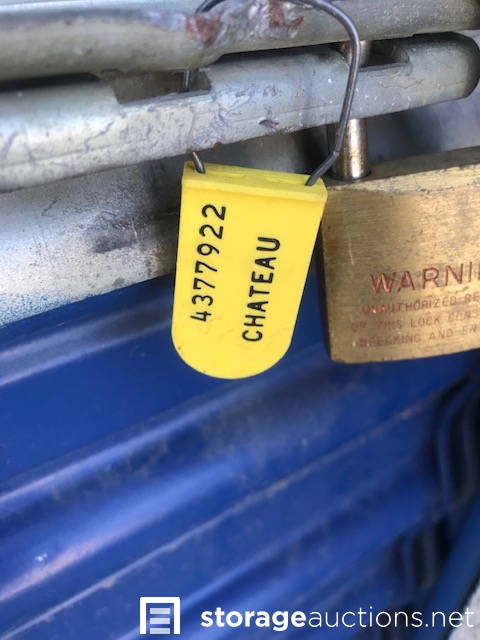 4377922
CHATEAU
WARNI
UNAUTHORIZED RE
OF THIS LOCK CONS
BREAKING AND EN
storageauctions.net